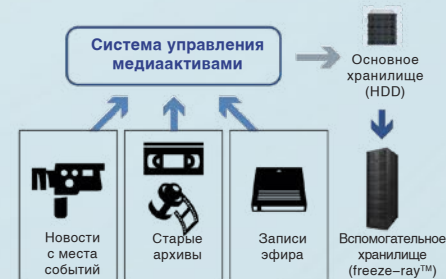 Система управления
медиаактивами
Основное
хранилище
(HDD)
Новости
с места
событий
Старые
архивы
Записи
эфира
Вспомогательное
хранилище
(freeze–ray™)